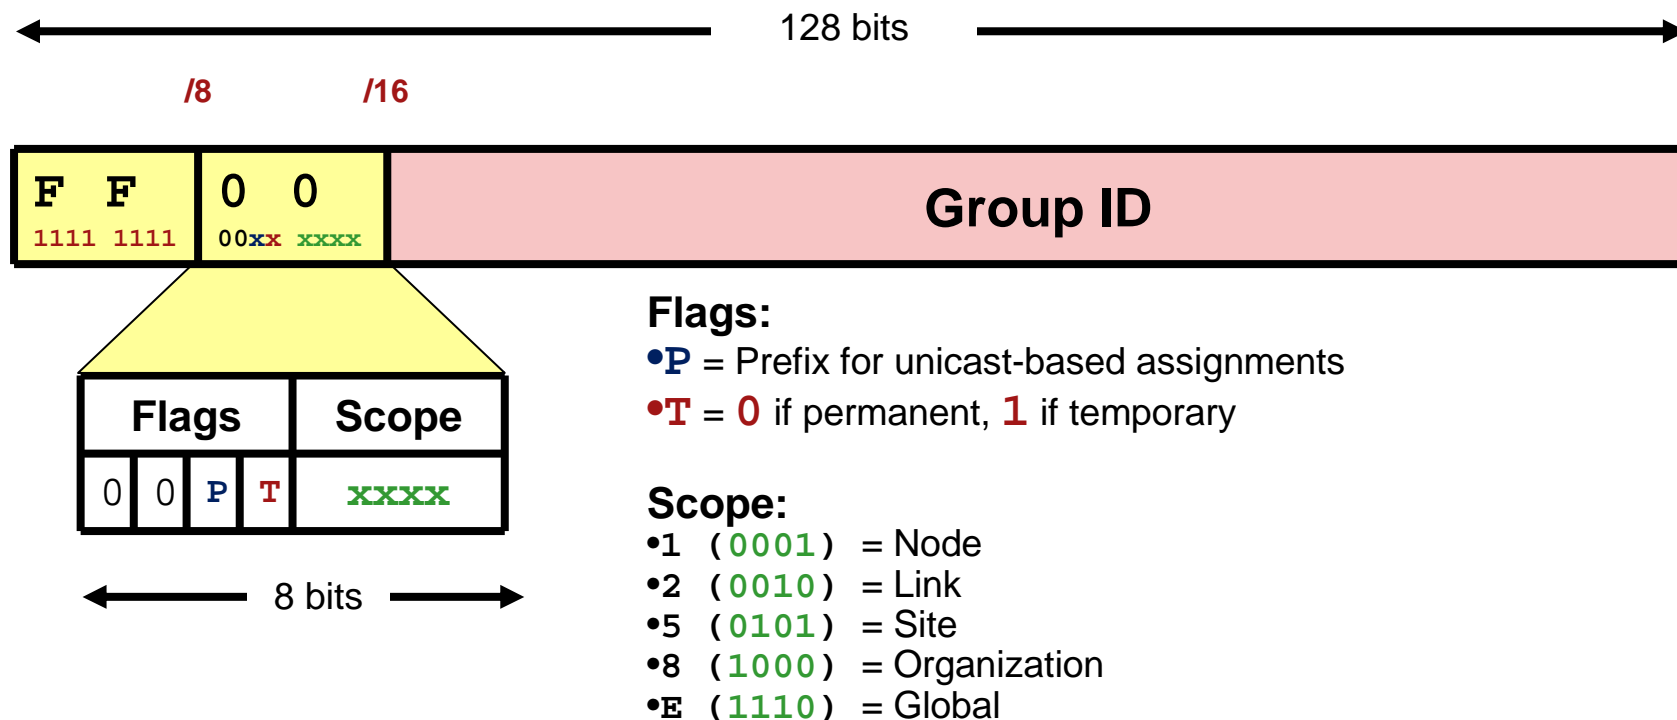 128 bits
/8 /16
F F 0 0 Group ID
1111 1111 00xx xxxx
Flags:
•P = Prefix for unicast-based assignments
•T = 0 if permanent, 1 if temporary
Flags Scope
0 0 P T xxxx
8 bits
Scope:
•1 (0001) = Node
•2 (0010) = Link
•5 (0101) = Site
•8 (1000) = Organization
•E (1110) = Global